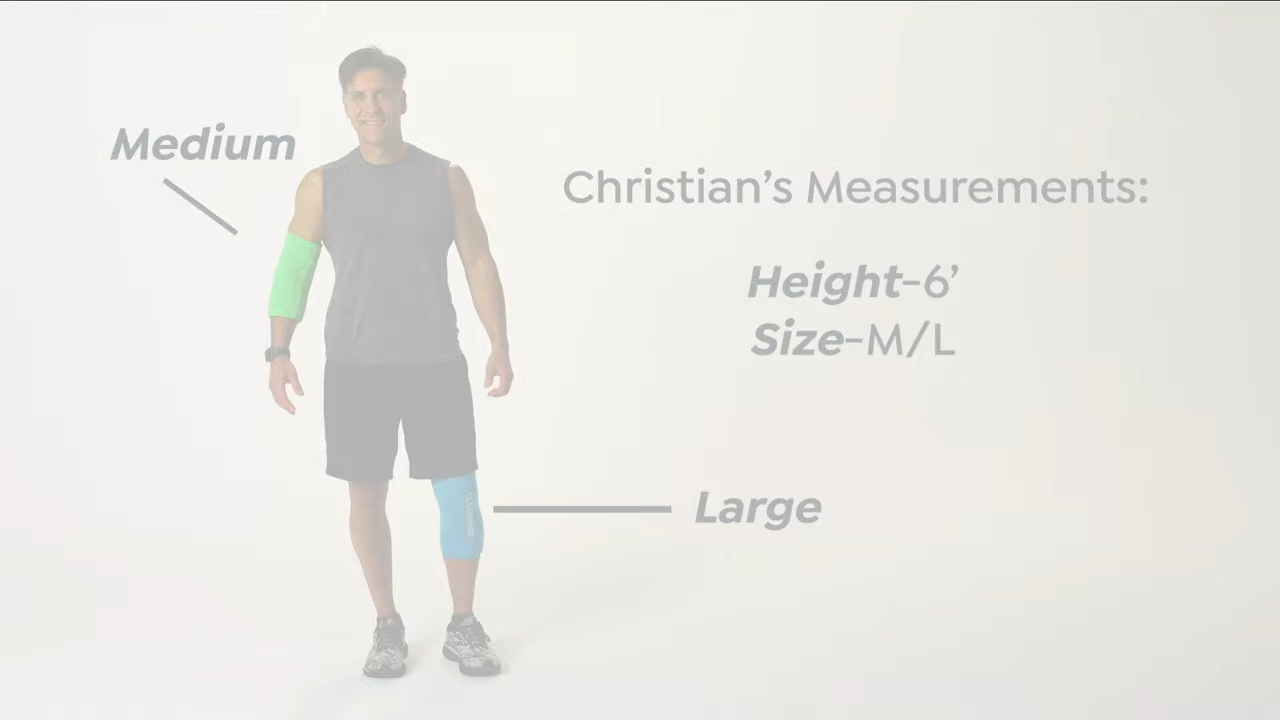 Medium
Christian’s Measurements:
Height-6’
Size-M/L
Large